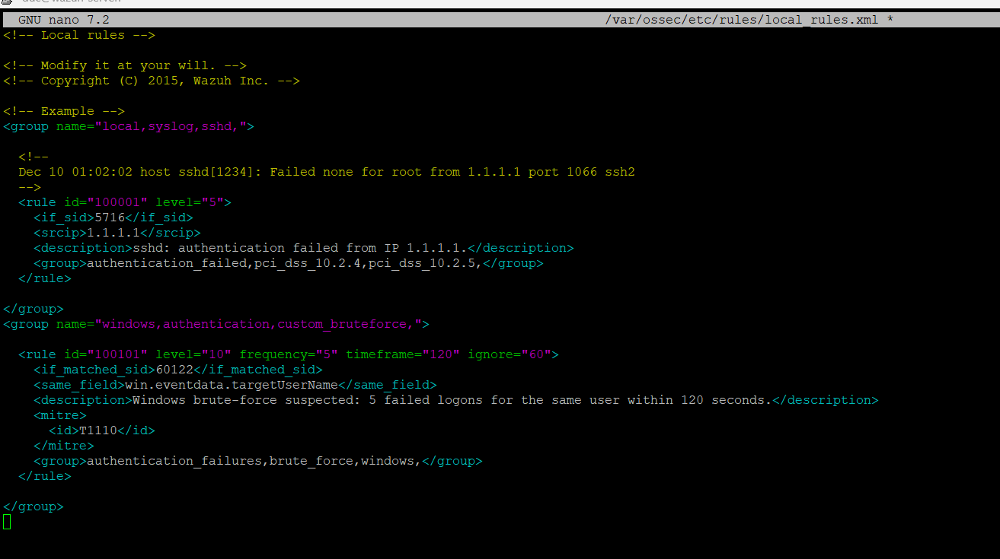 GNU nano 7.2 /var/ossec/etc/rules/local_rules.xml *
<!-- Local rules -->
<!-- Modify it at your will. -->
<!-- Copyright (C) 2015, Wazuh Inc. -->
<!-- Example -->
<group name="local,syslog,sshd,">
<!--
Dec 10 01:02:02 host sshd[1234]: Failed none for root from 1.1.1.1 port 1066 ssh2
-->
<rule id="100001" level="5">
<if_sid>5716</if_sid>
<srcip>1.1.1.1</srcip>
<description>sshd: authentication failed from IP 1.1.1.1.</description>
<group>authentication_failed,pci_dss_10.2.4,pci_dss_10.2.5,</group>
</rule>
</group>
<group name="windows,authentication,custom_bruteforce,">
<rule id="100101" level="10" frequency="5" timeframe="120" ignore="60">
<if_matched_sid>60122</if_matched_sid>
<same_field>win.eventdata.targetUserName</same_field>
<description>Windows brute-force suspected: 5 failed logons for the same user within 120 seconds.</description>
<mitre>
<id>T1110</id>
</mitre>
<group>authentication_failures,brute_force,windows,</group>
</rule>
</group>